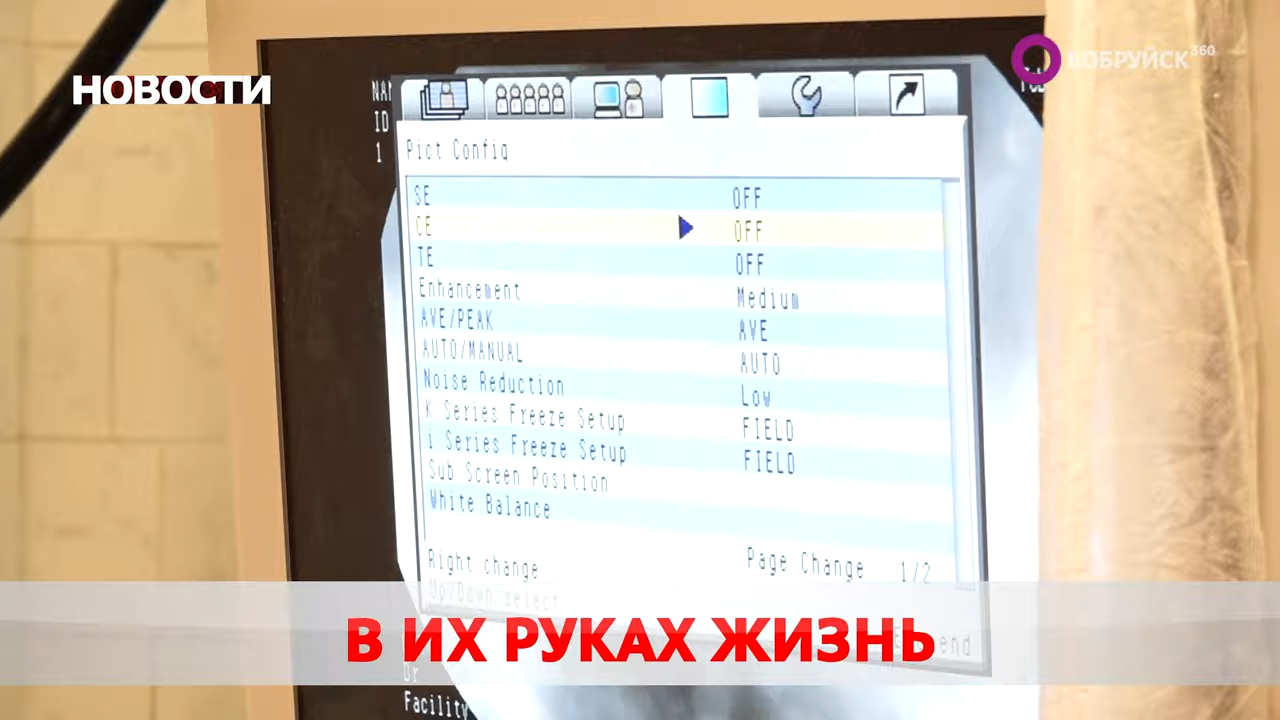 НОВОСТИ
БОБРУЙСК 360
ID
1
Pict Config
SE OFF
CE OFF
TE OFF
Enhancement Medium
AVE/PEAK AVE
AUTO/MANUAL AUTO
Noise Reduction Low
K Series Freeze Setup FIELD
i Series Freeze Setup FIELD
Sub Screen Position
White Balance
Right change Page Change 1/2
Up/Down select
В ИХ РУКАХ ЖИЗНЬ
Dr
Facility